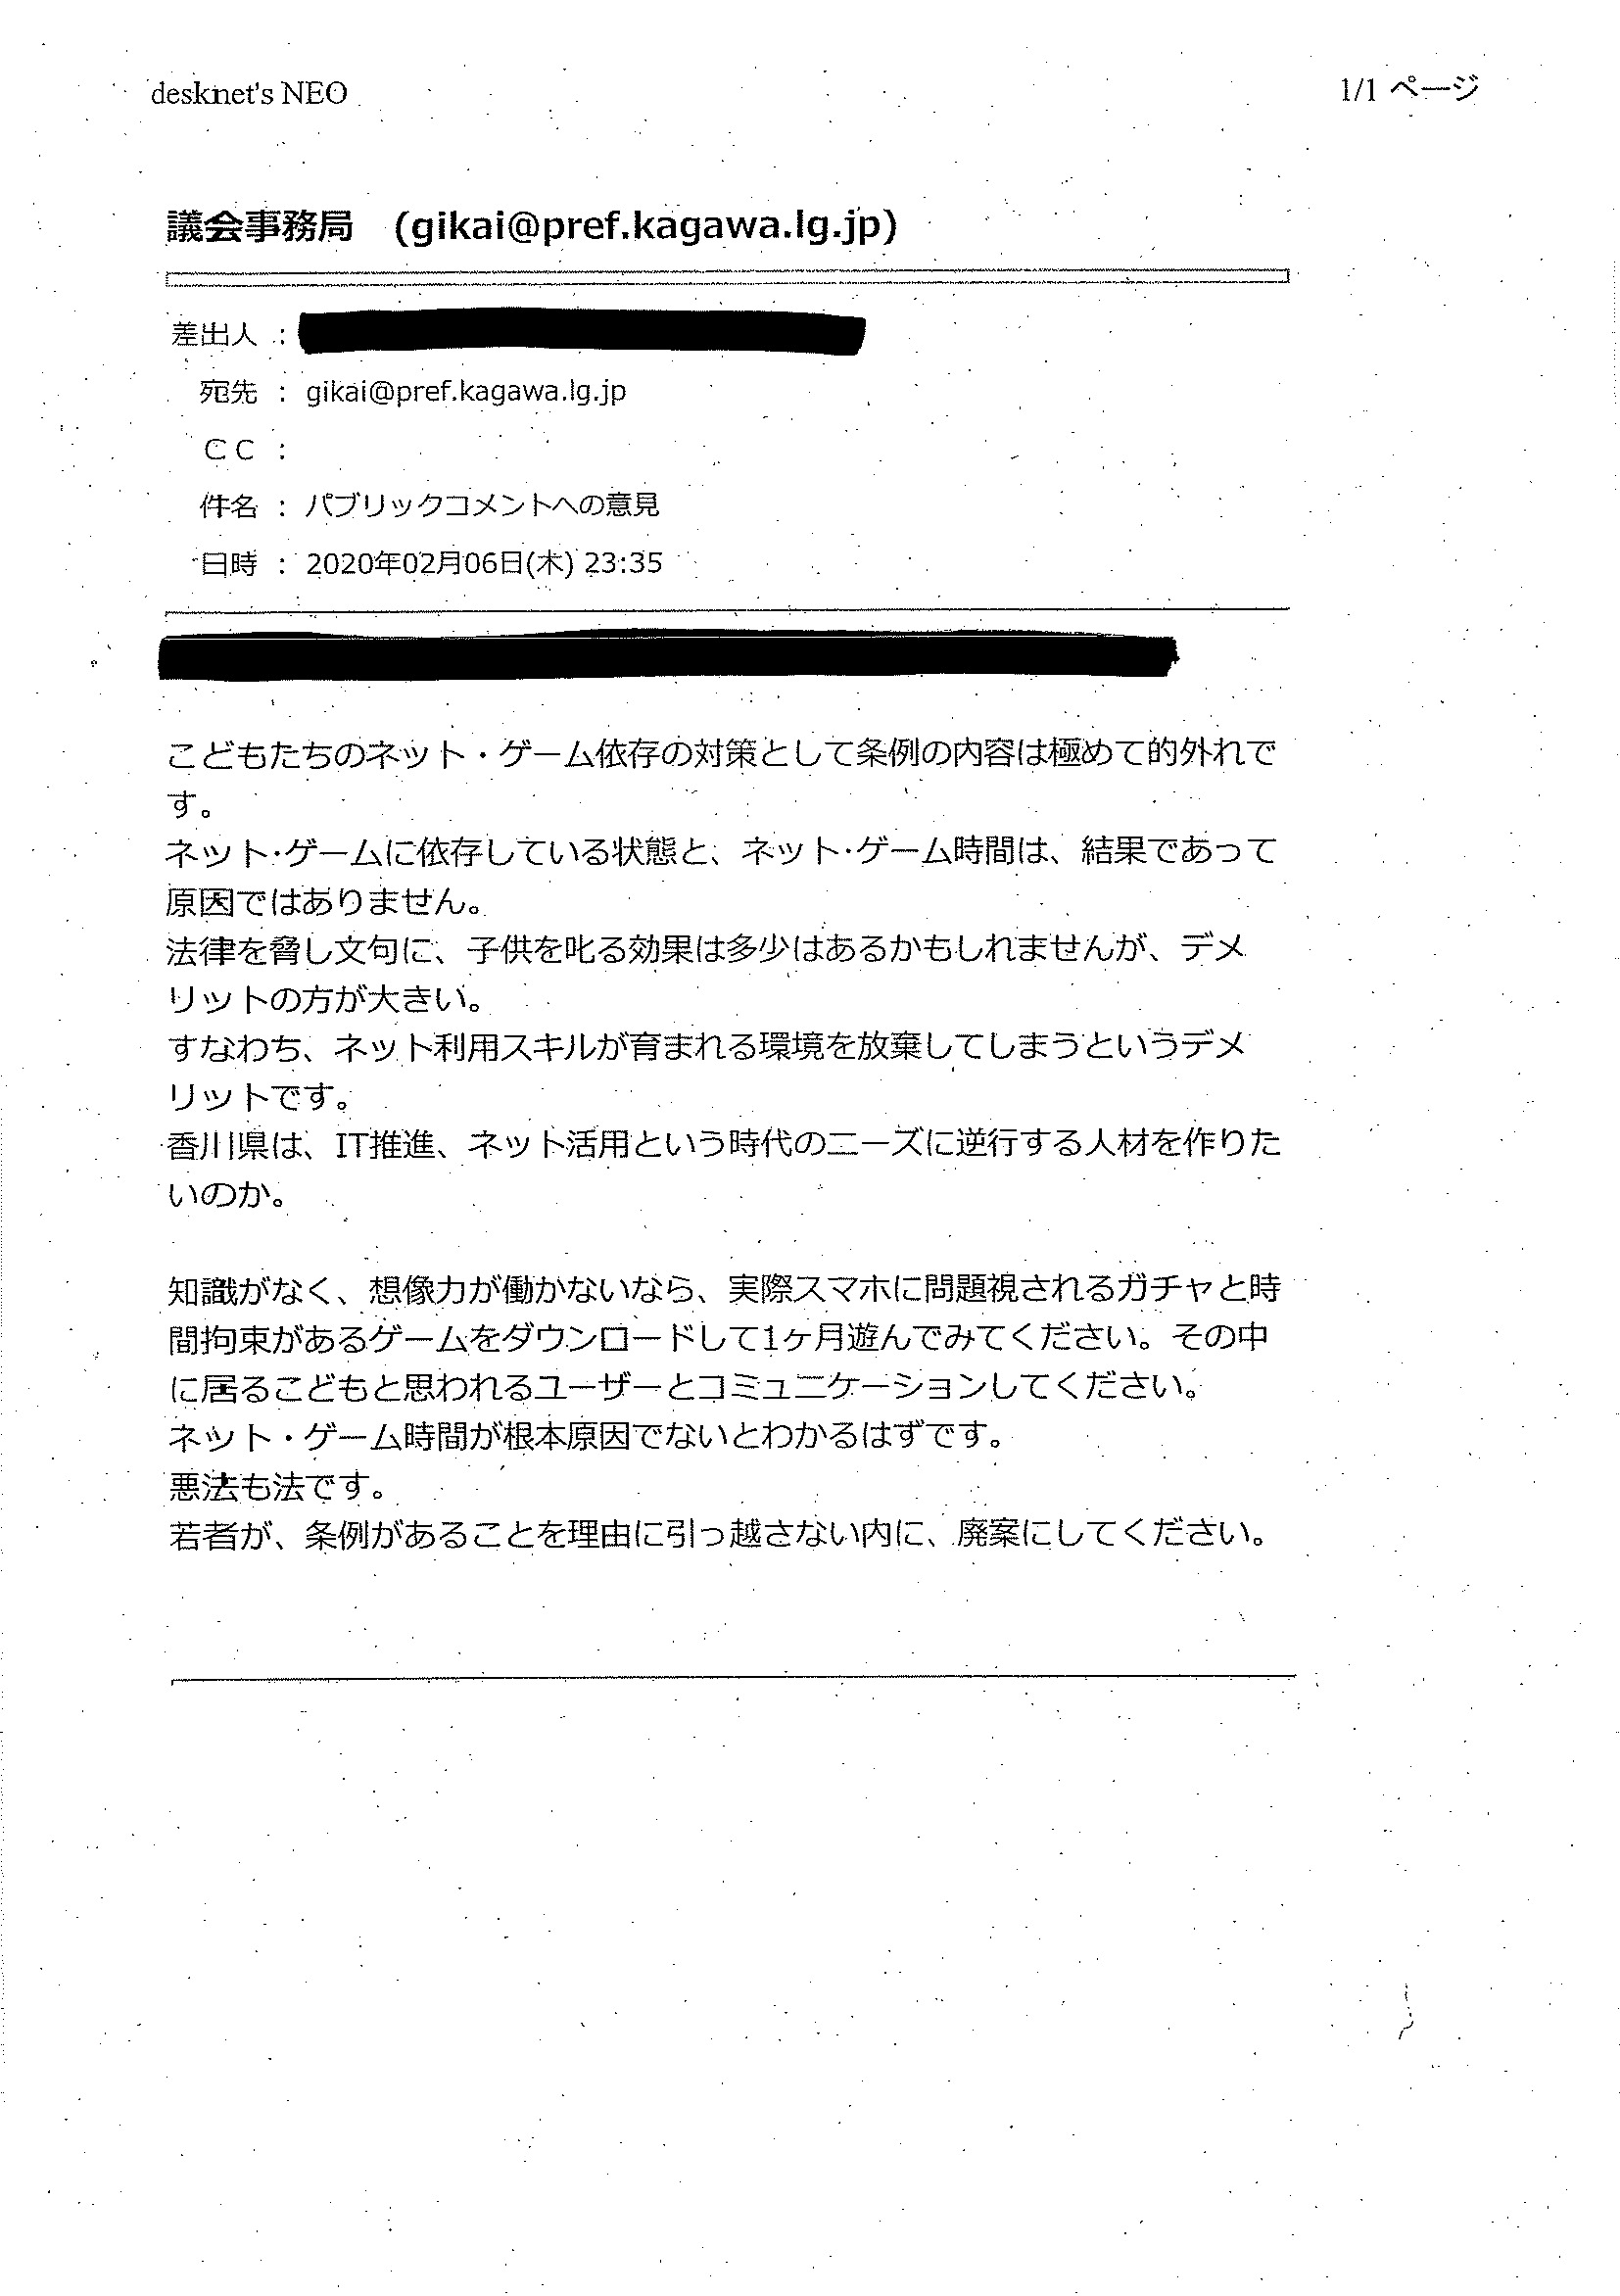 desknet's NEO
1/1 ページ
議会事務局　(gikai@pref.kagawa.lg.jp)
差出人 :
宛先 : gikai@pref.kagawa.lg.jp
ＣＣ :
件名 : パブリックコメントへの意見
日時 : 2020年02月06日(木) 23:35
こどもたちのネット・ゲーム依存の対策として条例の内容は極めて的外れで
す。
ネット･ゲームに依存している状態と、ネット･ゲーム時間は、結果であって
原因ではありません。
法律を脅し文句に、子供を叱る効果は多少はあるかもしれませんが、デメ
リットの方が大きい。
すなわち、ネット利用スキルが育まれる環境を放棄してしまうというデメ
リットです。
香川県は、IT推進、ネット活用という時代のニーズに逆行する人材を作りた
いのか。
知識がなく、想像力が働かないなら、実際スマホに問題視されるガチャと時
間拘束があるゲームをダウンロードして1ヶ月遊んでみてください。その中
に居るこどもと思われるユーザーとコミュニケーションしてください。
ネット・ゲーム時間が根本原因でないとわかるはずです。
悪法も法です。
若者が、条例があることを理由に引っ越さない内に、廃案にしてください。